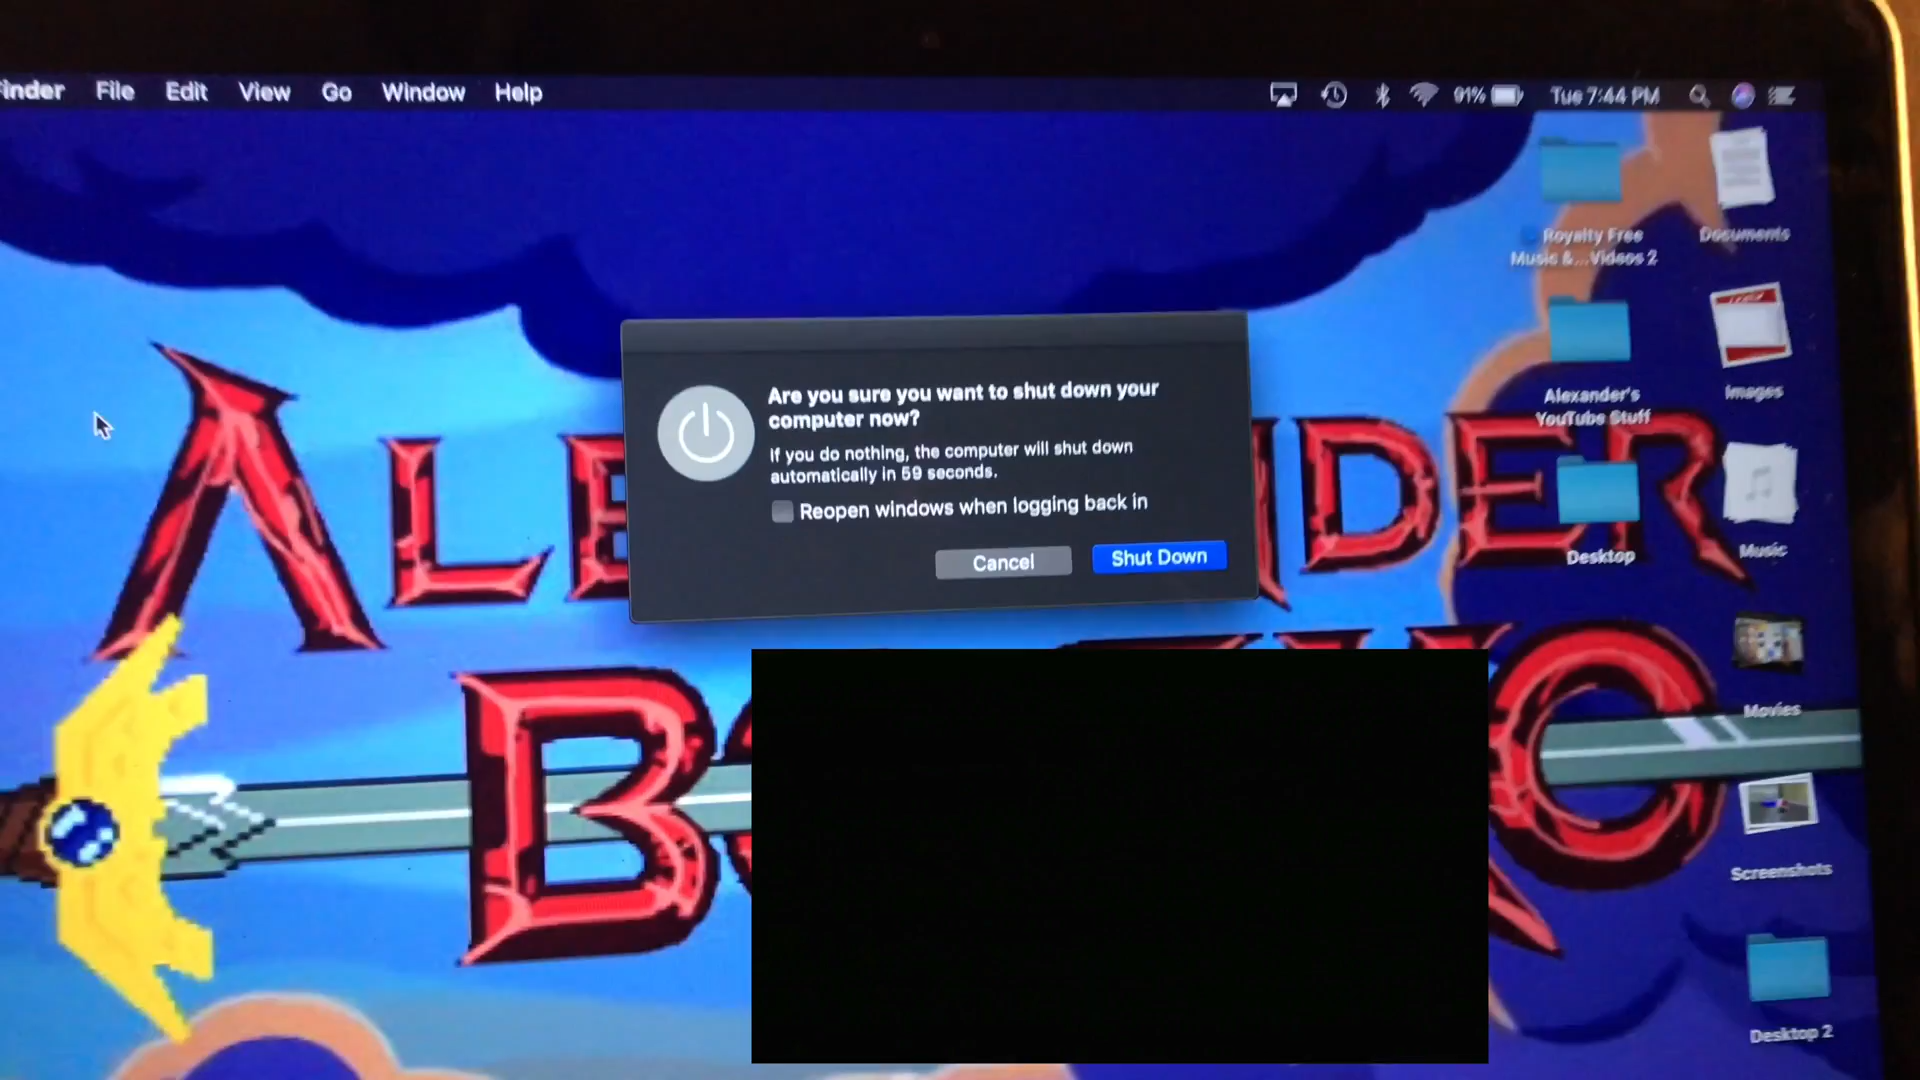 Finder File Edit View Go Window Help 91% Tue 7:44 PM
Royalty Free
Music &...Videos 2
Documents
Alexander's
YouTube Stuff
Images
Desktop
Music
Movies
Screenshots
Desktop 2
Are you sure you want to shut down your
computer now?
If you do nothing, the computer will shut down
automatically in 59 seconds.
Reopen windows when logging back in
Cancel Shut Down